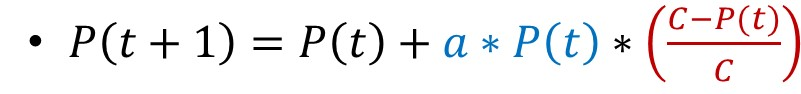 • P(t + 1) = P(t) + a * P(t) * ((C−P(t))/C)